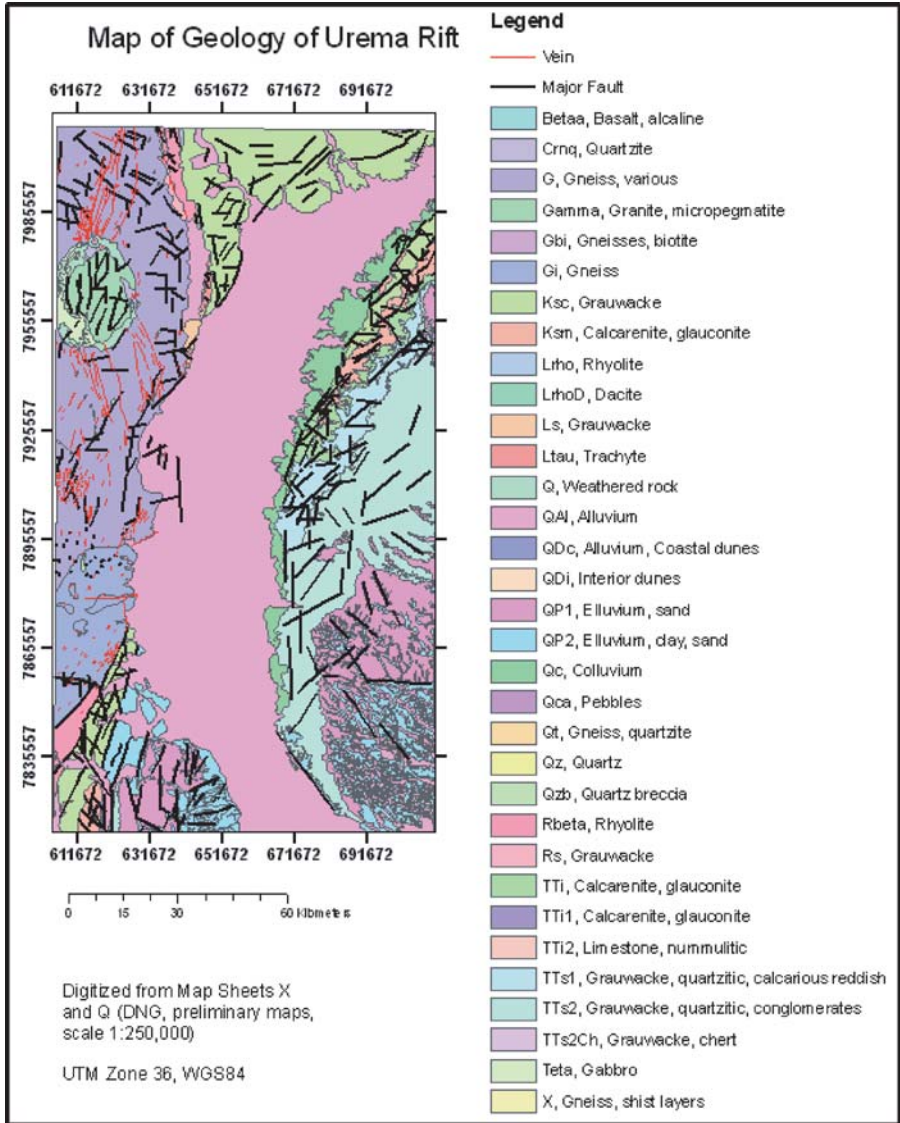 Map of Geology of Urema Rift
611672 631672 651672 671672 691672
7985557
7955557
7925557
7895557
7865557
7835557
611672 631672 651672 671672 691672
0 15 30 60 Kilometers
Digitized from Map Sheets X
and Q (DNG, preliminary maps,
scale 1:250,000)
UTM Zone 36, WGS84
Legend
Vein
Major Fault
Betaa, Basalt, alcaline
Crnq, Quartzite
G, Gneiss, various
Gamma, Granite, micropegmatite
Gbi, Gneisses, biotite
Gi, Gneiss
Ksc, Grauwacke
Ksm, Calcarenite, glauconite
Lrho, Rhyolite
LrhoD, Dacite
Ls, Grauwacke
Ltau, Trachyte
Q, Weathered rock
QAl, Alluvium
QDc, Alluvium, Coastal dunes
QDi, Interior dunes
QP1, Elluvium, sand
QP2, Elluvium, clay, sand
Qc, Colluvium
Qca, Pebbles
Qt, Gneiss, quartzite
Qz, Quartz
Qzb, Quartz breccia
Rbeta, Rhyolite
Rs, Grauwacke
TTi, Calcarenite, glauconite
TTi1, Calcarenite, glauconite
TTi2, Limestone, nummulitic
TTs1, Grauwacke, quartzitic, calcarious reddish
TTs2, Grauwacke, quartzitic, conglomerates
TTs2Ch, Grauwacke, chert
Teta, Gabbro
X, Gneiss, shist layers